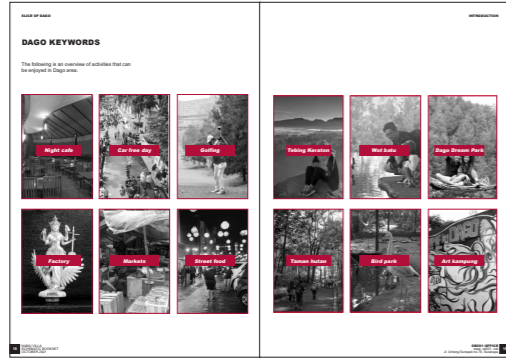 SLICE OF DAGO
INTRODUCTION
DAGO KEYWORDS
The following is an overview of activities that can
be enjoyed in Dago area.
Night cafe
Car free day
Golfing
Tebing Keraton
Wot batu
Dago Dream Park
Factory
Markets
Street food
Taman hutan
Bird park
Art kampung
OCTOBER 2021